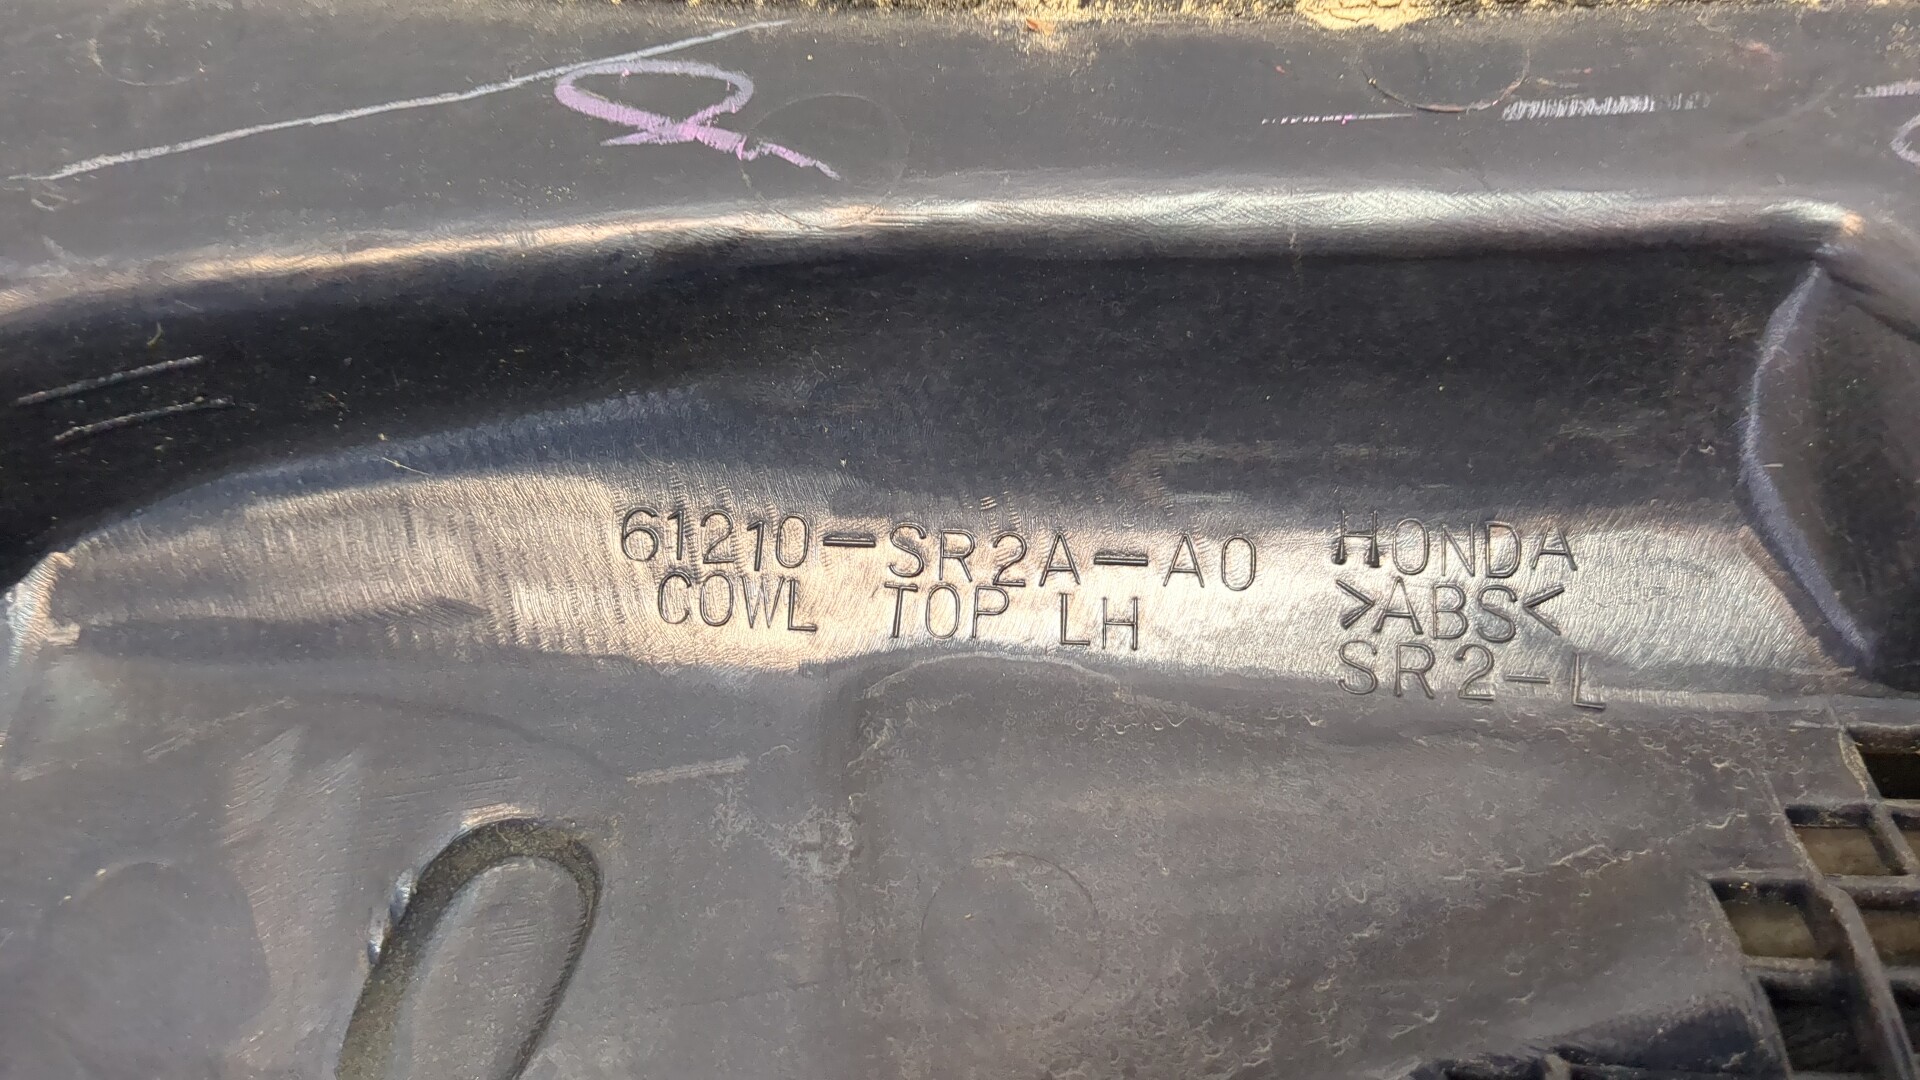 61210-SR2A-A0 HONDA
COWL TOP LH >ABS<
SR2-L